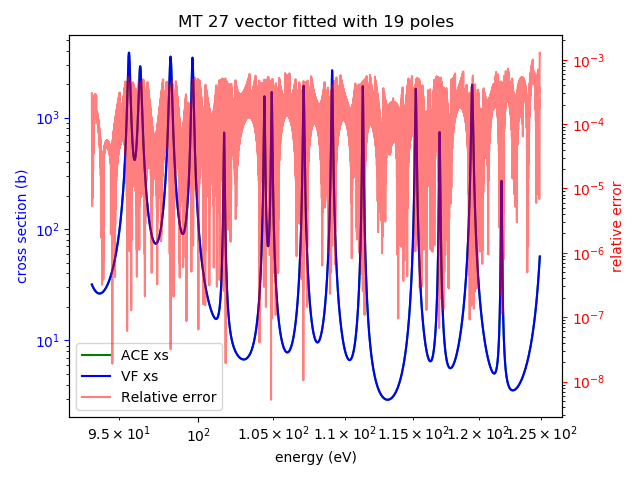 MT 27 vector fitted with 19 poles
10³
10²
10¹
cross section (b)
10⁻³
10⁻⁴
10⁻⁵
10⁻⁶
10⁻⁷
10⁻⁸
relative error
ACE xs
VF xs
Relative error
9.5 × 10¹ 10² 1.05 × 10² 1.1 × 10² 1.15 × 10² 1.2 × 10² 1.25 × 10²
energy (eV)